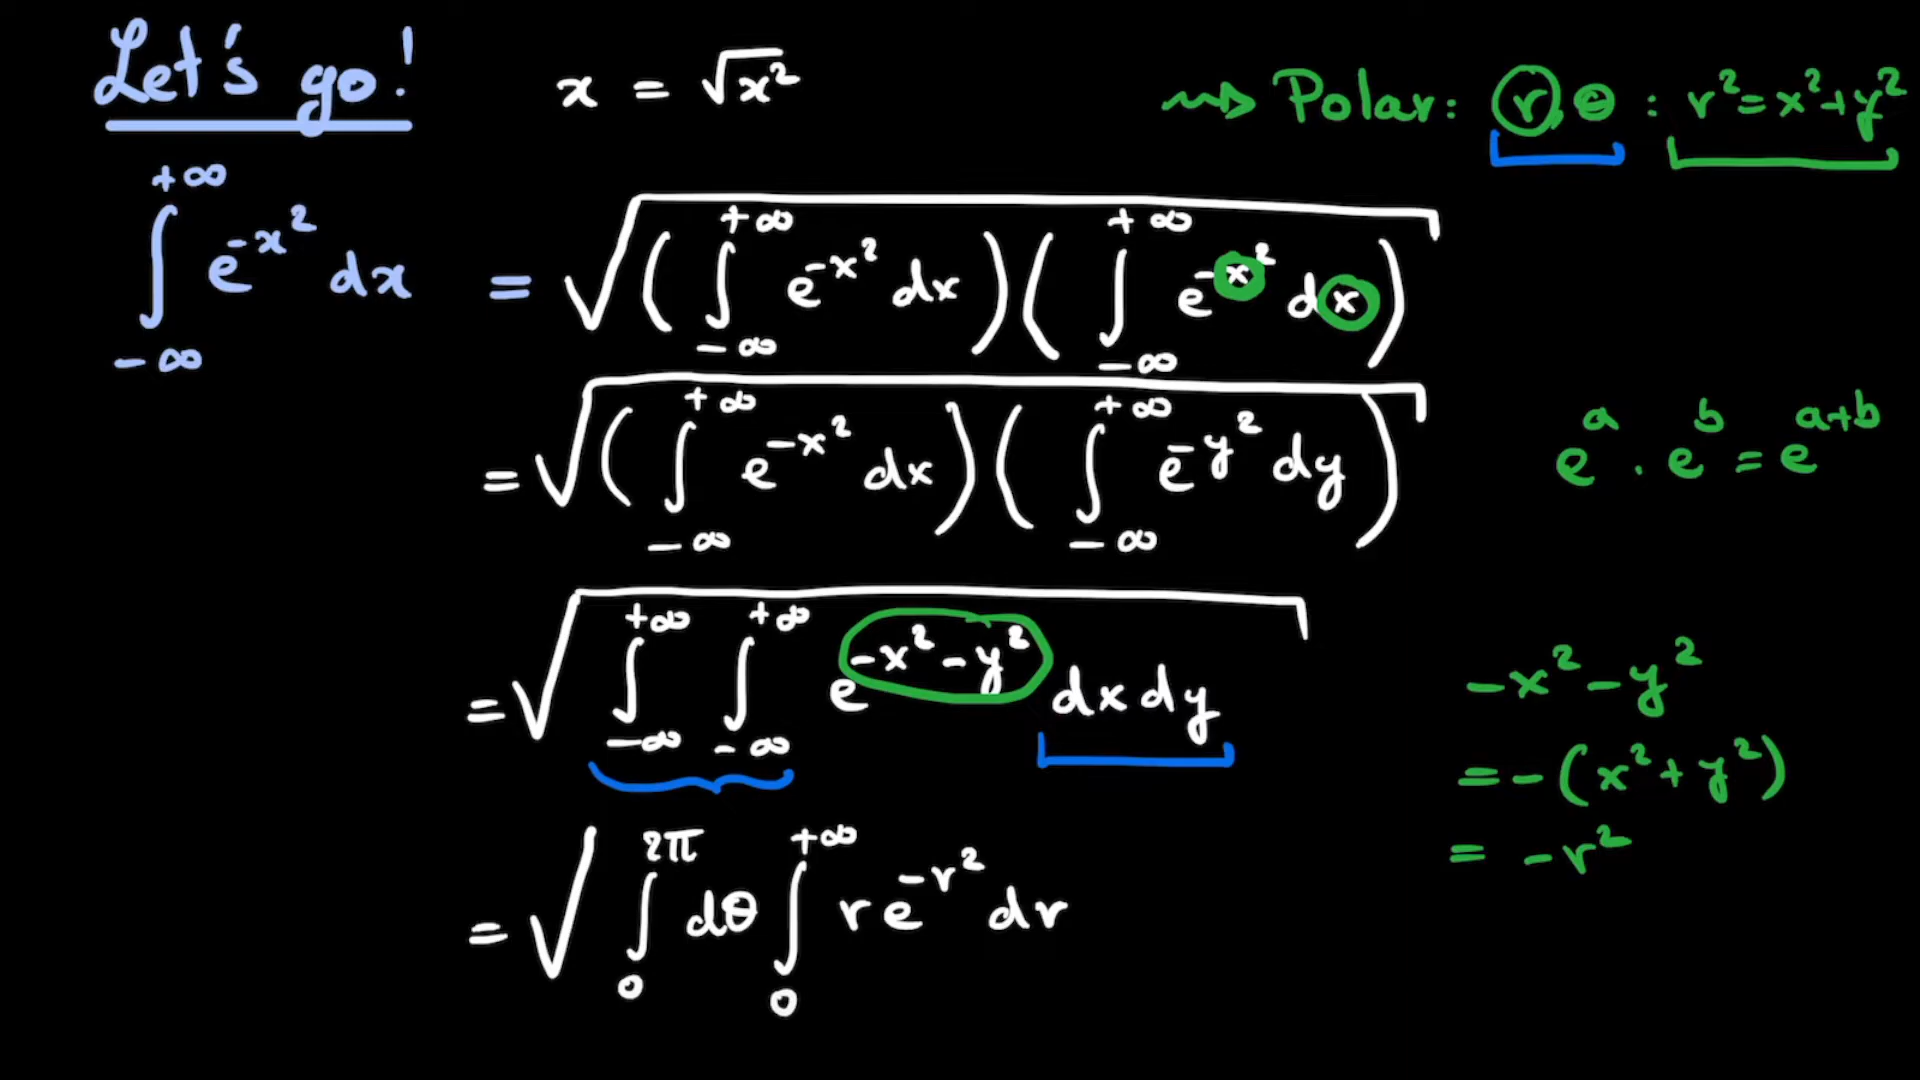 Let's go!
x = √x²
⇝ Polar: r, θ : r² = x² + y²
∫_{-∞}^{+∞} e^{-x²} dx = √(∫_{-∞}^{+∞} e^{-x²} dx)(∫_{-∞}^{+∞} e^{-x²} dx)
= √(∫_{-∞}^{+∞} e^{-x²} dx)(∫_{-∞}^{+∞} e^{-y²} dy)
e^a . e^b = e^{a+b}
= √∫_{-∞}^{+∞} ∫_{-∞}^{+∞} e^{-x²-y²} dx dy
-x² - y²
= -(x² + y²)
= -r²
= √∫_0^{2π} dθ ∫_0^{+∞} r e^{-r²} dr